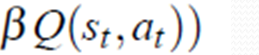 βQ(s_t, a_t))